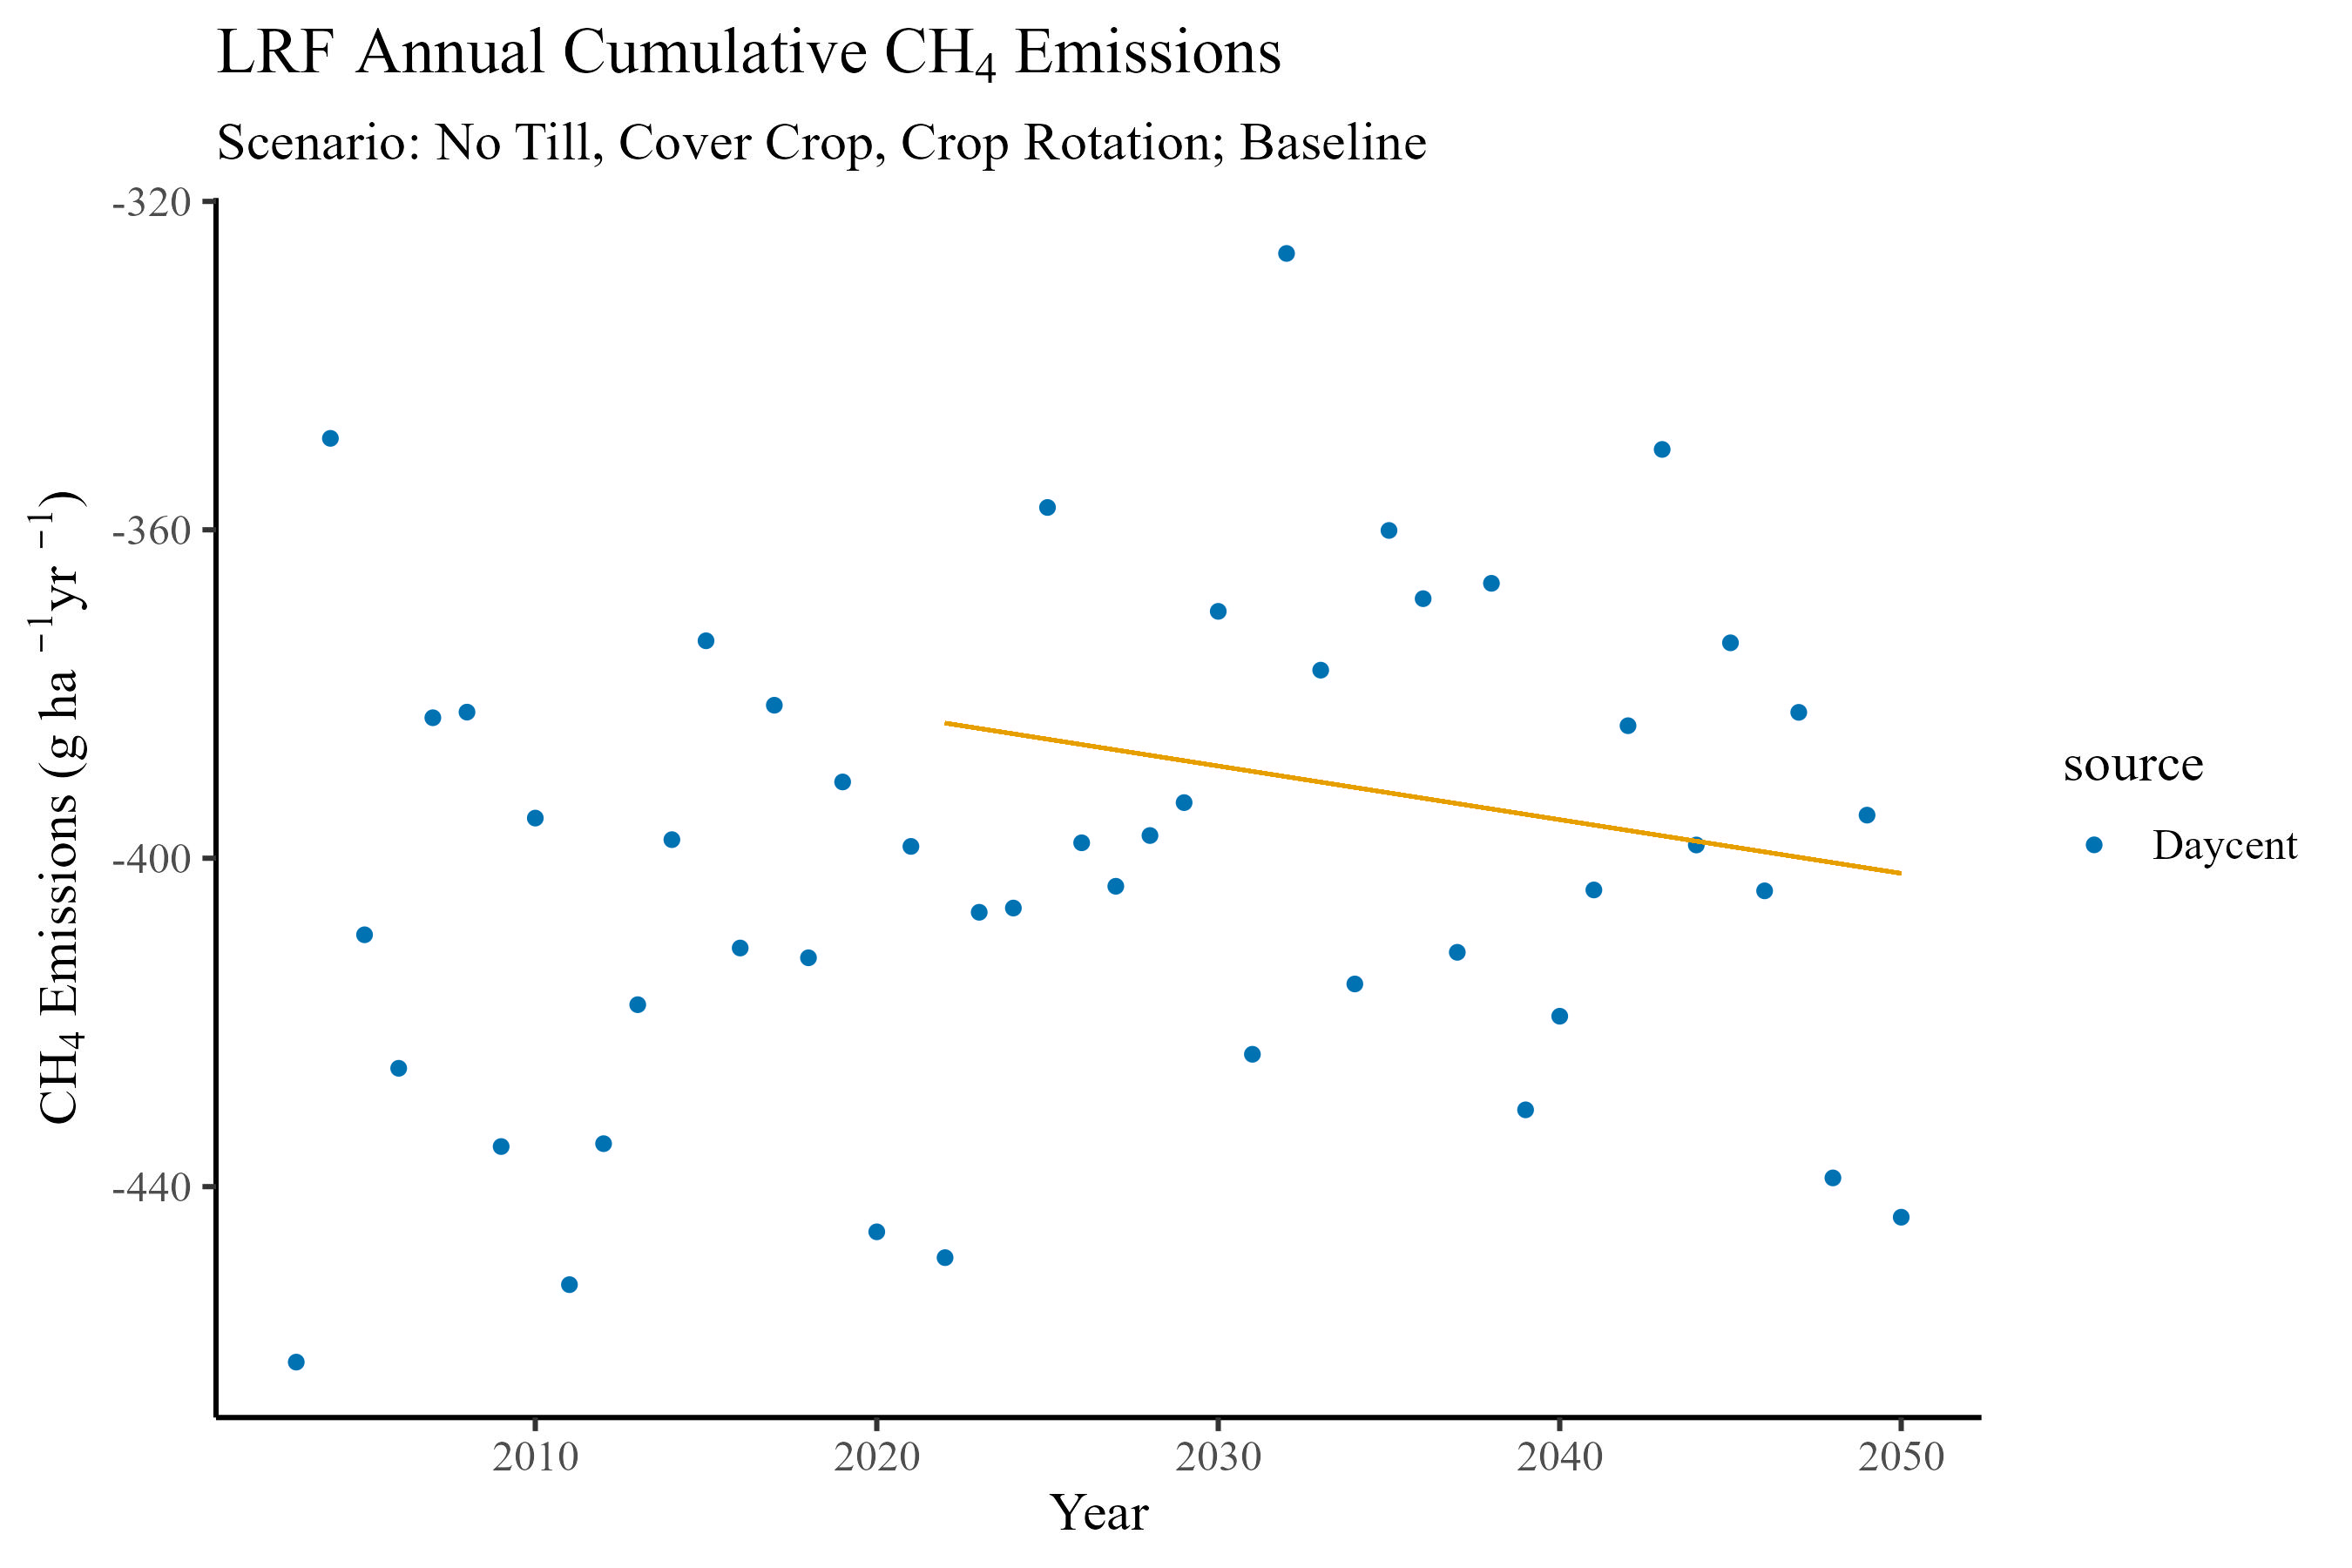 LRF Annual Cumulative CH₄ Emissions
Scenario: No Till, Cover Crop, Crop Rotation; Baseline
-320
-360
-400
-440
CH₄ Emissions (g ha ⁻¹yr ⁻¹)
2010 2020 2030 2040 2050
Year
source
Daycent